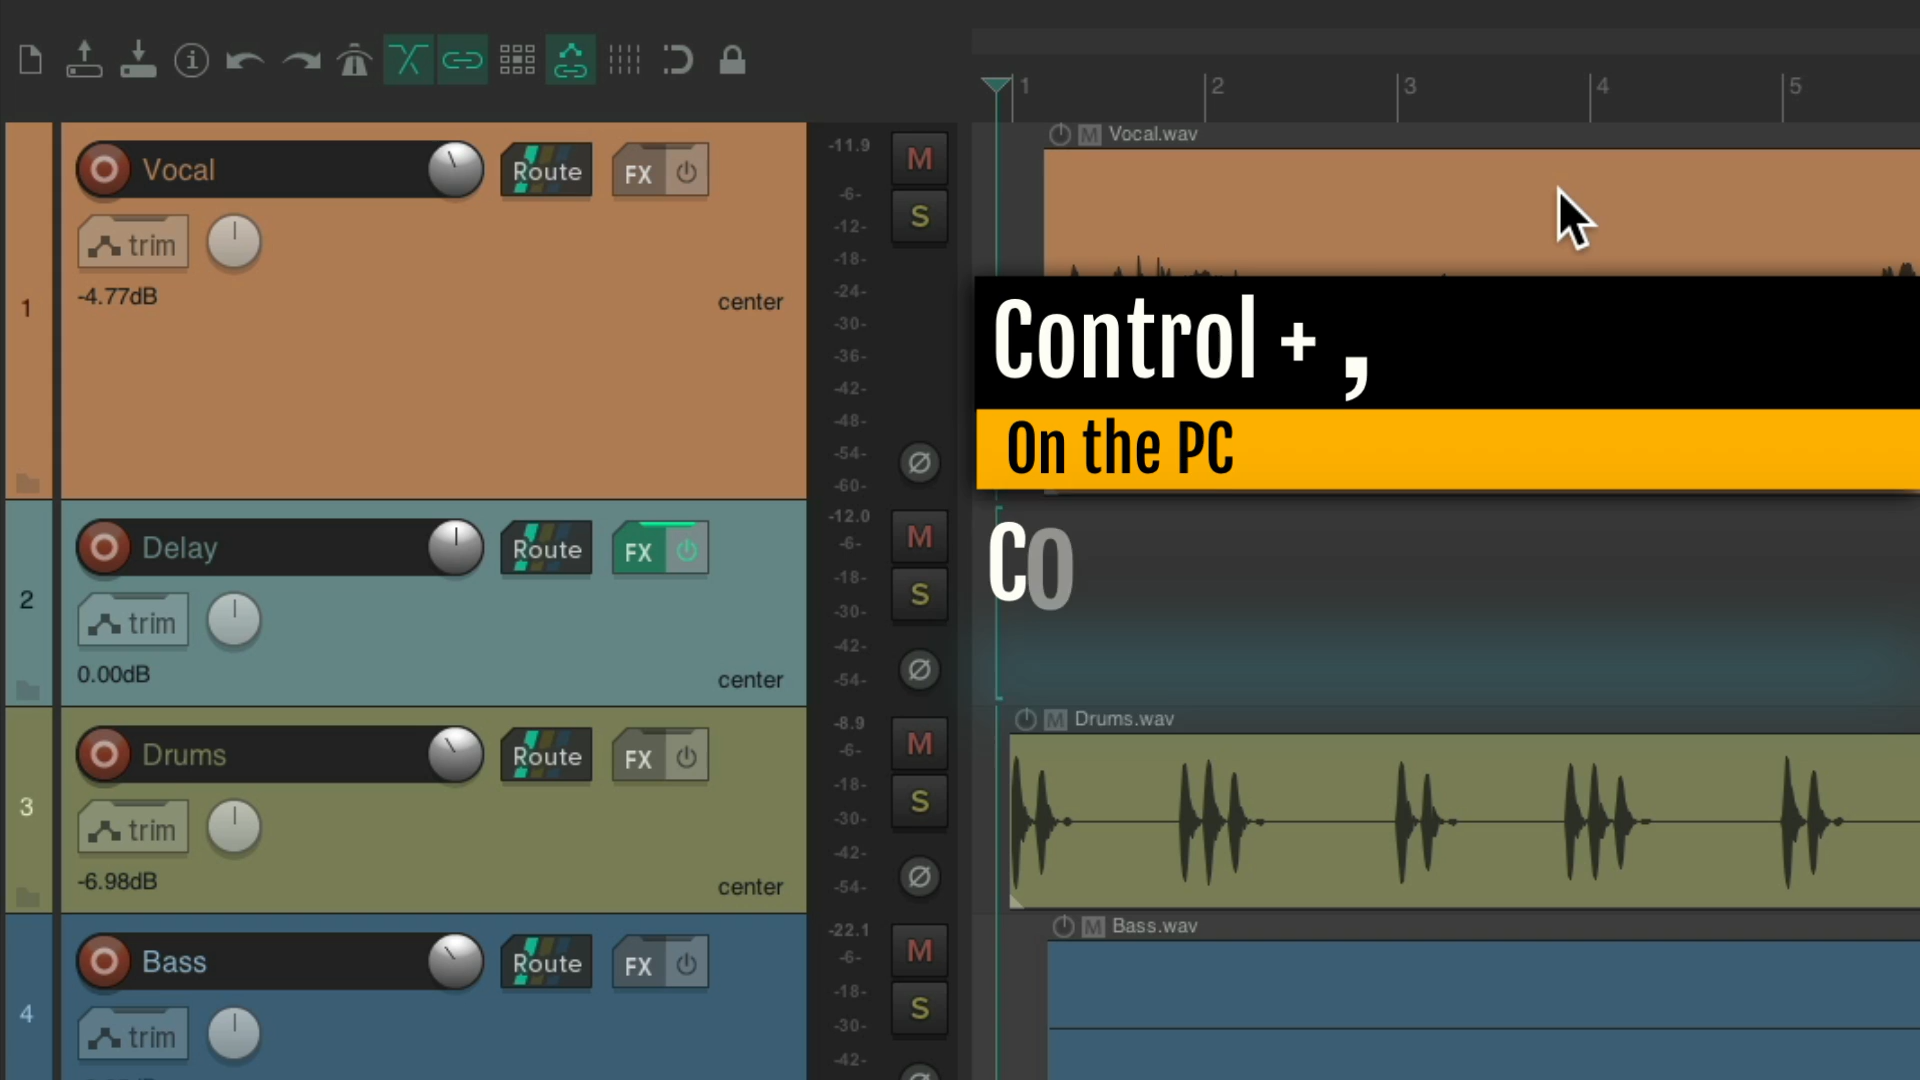 1 2 3 4 5
1
Vocal
Route
FX
trim
-4.77dB
center
-11.9
-6-
-12-
-18-
-24-
-30-
-36-
-42-
-48-
-54-
-60-
M
S
Ø
M Vocal.wav
Control + ,
On the PC
Co
2
Delay
Route
FX
trim
0.00dB
center
-12.0
-6-
-18-
-30-
-42-
-54-
M
S
Ø
3
Drums
Route
FX
trim
-6.98dB
center
-8.9
-6-
-18-
-30-
-42-
-54-
M
S
Ø
M Drums.wav
4
Bass
Route
FX
trim
-22.1
-6-
-18-
-30-
-42-
M
S
M Bass.wav